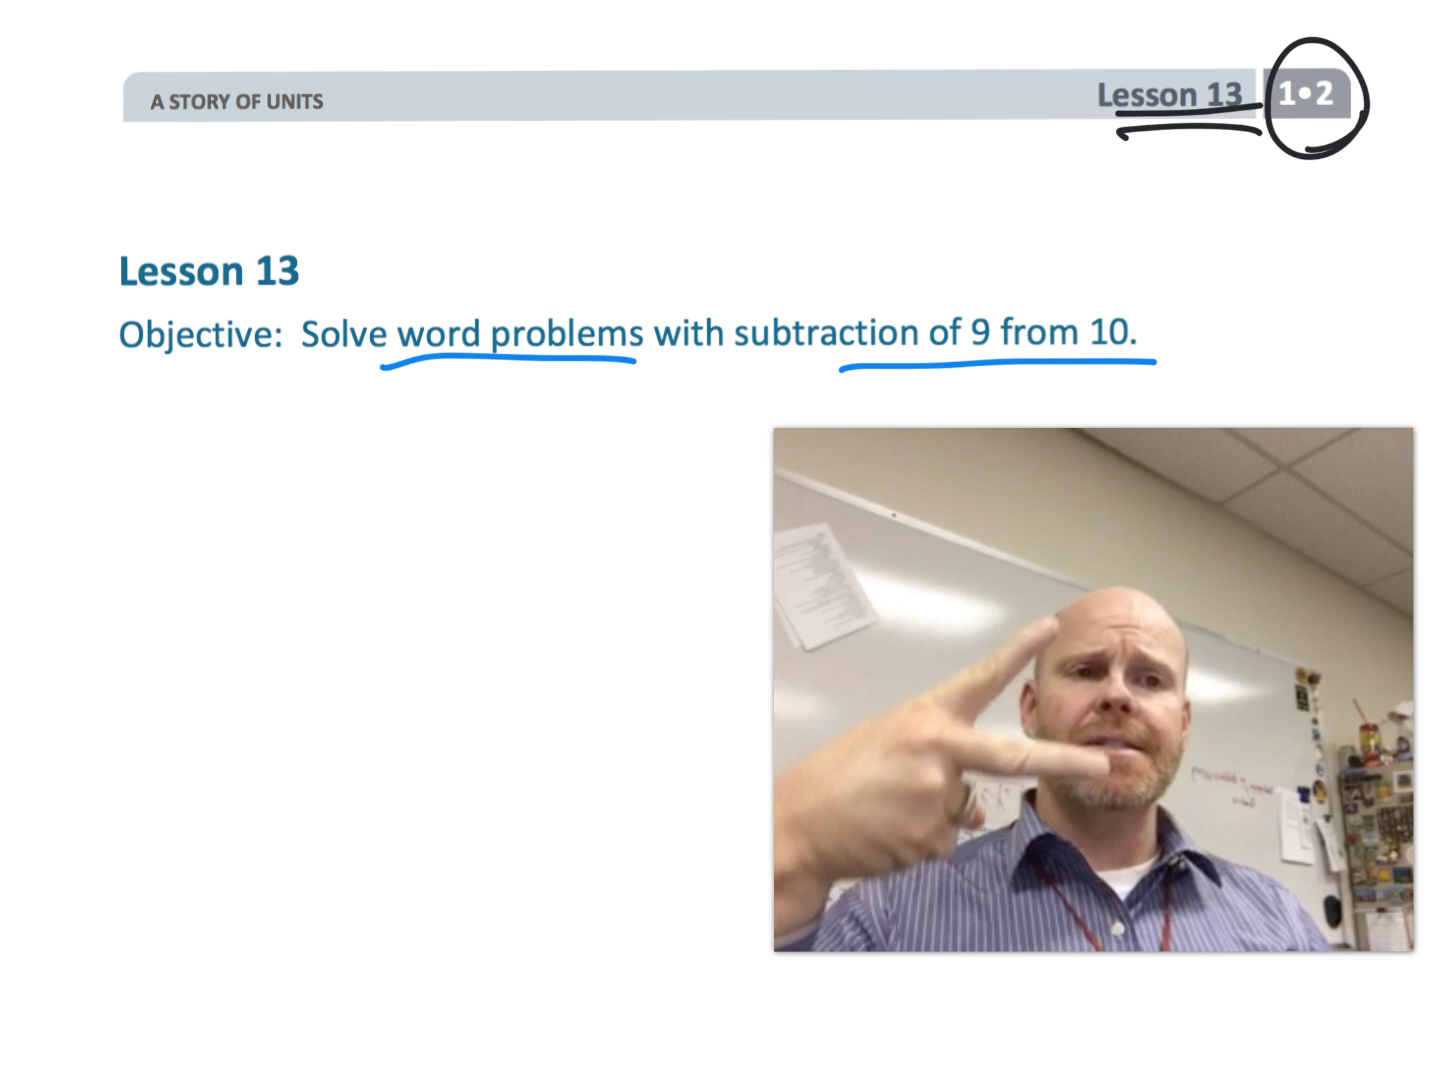 A STORY OF UNITS
Lesson 13
1•2
Lesson 13
Objective: Solve word problems with subtraction of 9 from 10.